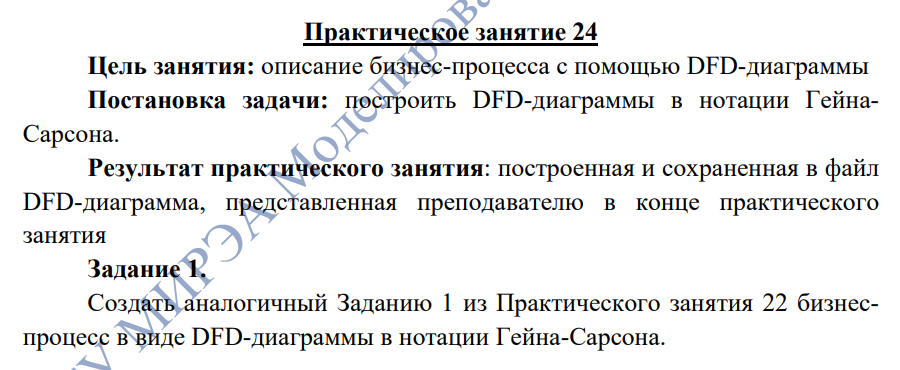 Практическое занятие 24
Цель занятия: описание бизнес-процесса с помощью DFD-диаграммы
Постановка задачи: построить DFD-диаграммы в нотации Гейна-
Сарсона.
Результат практического занятия: построенная и сохраненная в файл
DFD-диаграмма, представленная преподавателю в конце практического
занятия
Задание 1.
Создать аналогичный Заданию 1 из Практического занятия 22 бизнес-
процесс в виде DFD-диаграммы в нотации Гейна-Сарсона.
МИРЭА